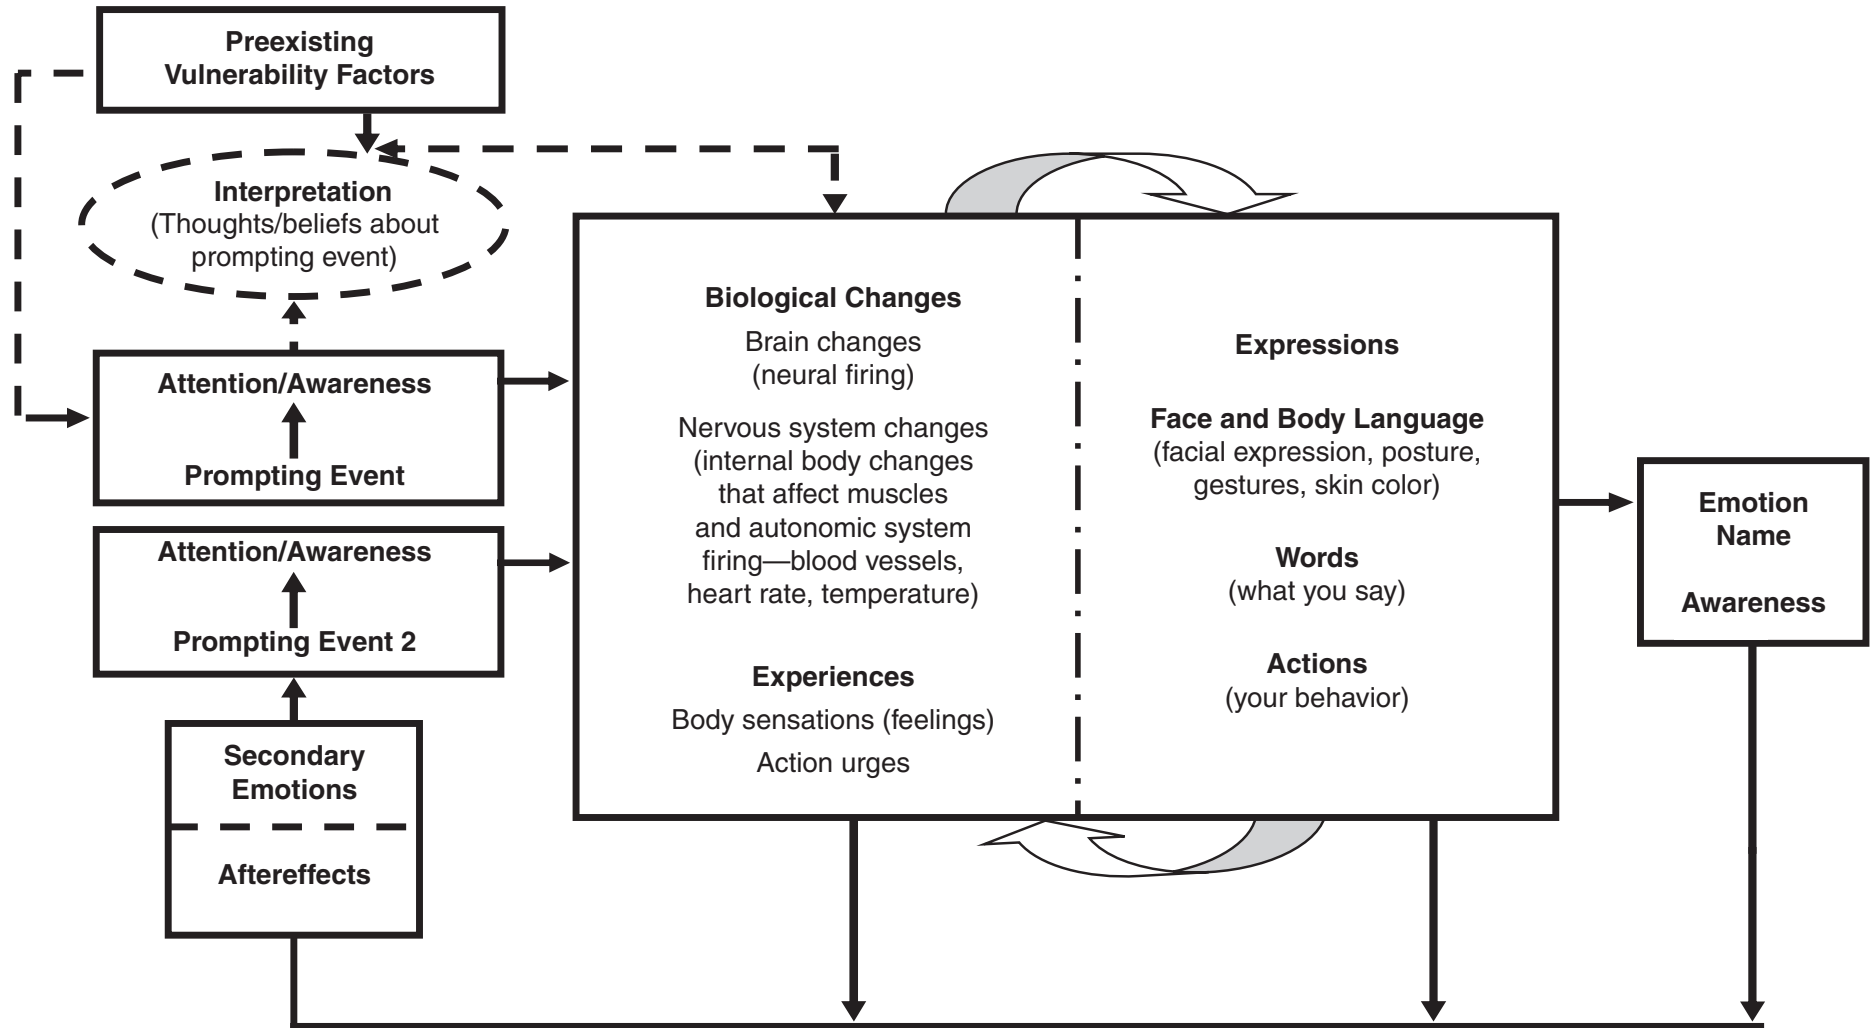 Preexisting
Vulnerability Factors
Interpretation
(Thoughts/beliefs about
prompting event)
Attention/Awareness
Prompting Event
Attention/Awareness
Prompting Event 2
Secondary
Emotions
Aftereffects
Biological Changes
Brain changes
(neural firing)
Nervous system changes
(internal body changes
that affect muscles
and autonomic system
firing—blood vessels,
heart rate, temperature)
Experiences
Body sensations (feelings)
Action urges
Expressions
Face and Body Language
(facial expression, posture,
gestures, skin color)
Words
(what you say)
Actions
(your behavior)
Emotion
Name
Awareness